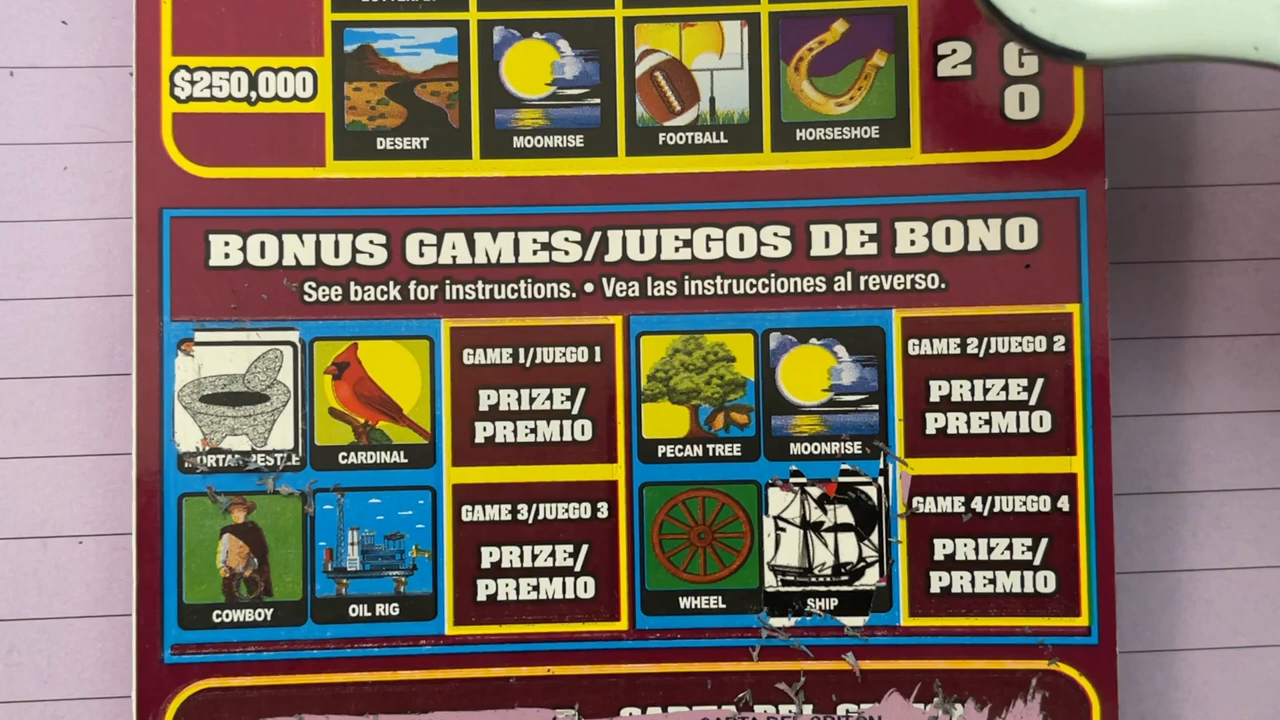 $250,000
DESERT
MOONRISE
FOOTBALL
HORSESHOE
2 G
O
BONUS GAMES/JUEGOS DE BONO
See back for instructions. • Vea las instrucciones al reverso.
MORTAR PESTLE
CARDINAL
GAME 1/JUEGO 1
PRIZE/
PREMIO
PECAN TREE
MOONRISE
GAME 2/JUEGO 2
PRIZE/
PREMIO
COWBOY
OIL RIG
GAME 3/JUEGO 3
PRIZE/
PREMIO
WHEEL
SHIP
GAME 4/JUEGO 4
PRIZE/
PREMIO